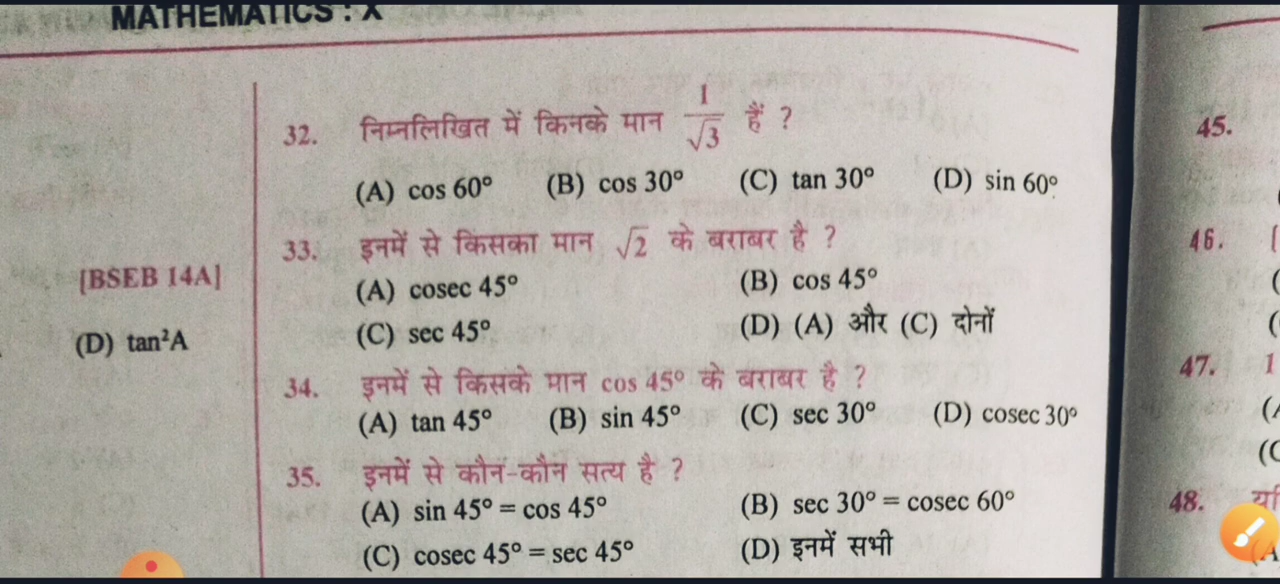 MATHEMATICS : X
[BSEB 14A]
(D) tan²A
32. निम्नलिखित में किनके मान 1/√3 हैं ?
(A) cos 60° (B) cos 30° (C) tan 30° (D) sin 60°
33. इनमें से किसका मान √2 के बराबर है ?
(A) cosec 45° (B) cos 45°
(C) sec 45° (D) (A) और (C) दोनों
34. इनमें से किसके मान cos 45° के बराबर है ?
(A) tan 45° (B) sin 45° (C) sec 30° (D) cosec 30°
35. इनमें से कौन-कौन सत्य है ?
(A) sin 45° = cos 45° (B) sec 30° = cosec 60°
(C) cosec 45° = sec 45° (D) इनमें सभी
45.
46.
47. 1
48.